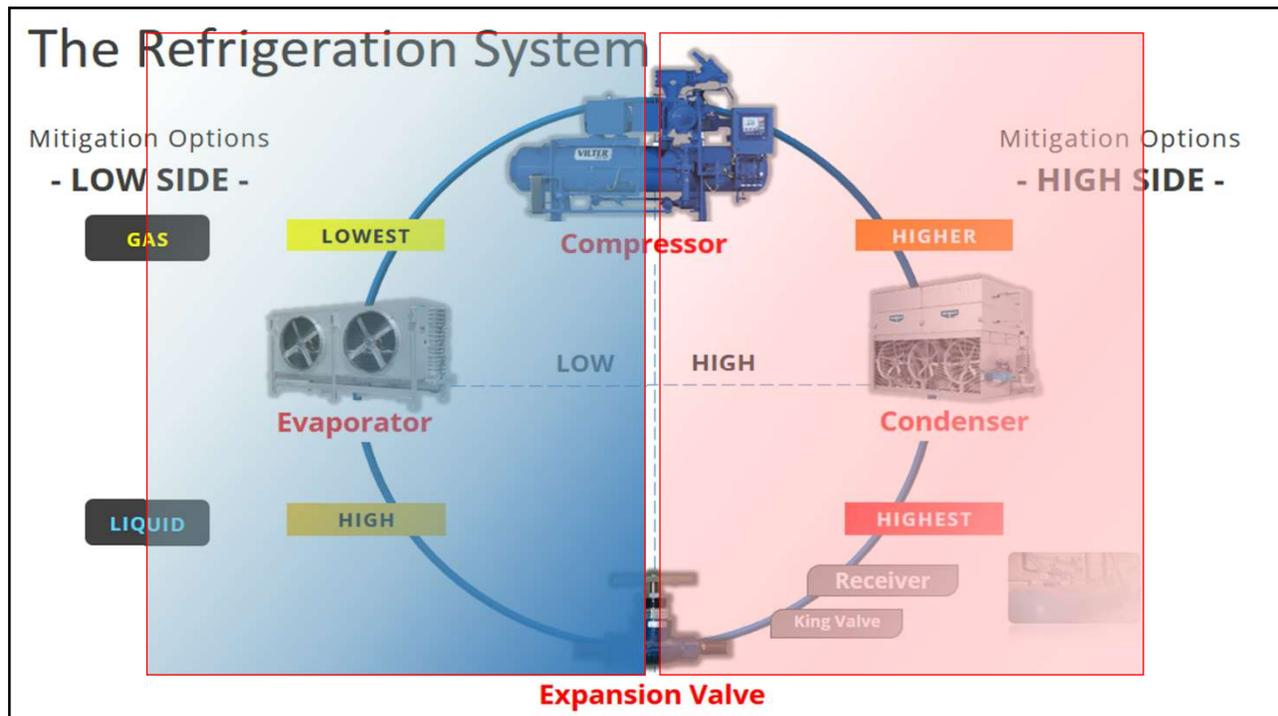 The Refrigeration System
Mitigation Options
- LOW SIDE -
Mitigation Options
- HIGH SIDE -
VILTER
GAS
LOWEST
Compressor
HIGHER
LOW
HIGH
Evaporator
Condenser
LIQUID
HIGH
HIGHEST
Receiver
King Valve
Expansion Valve